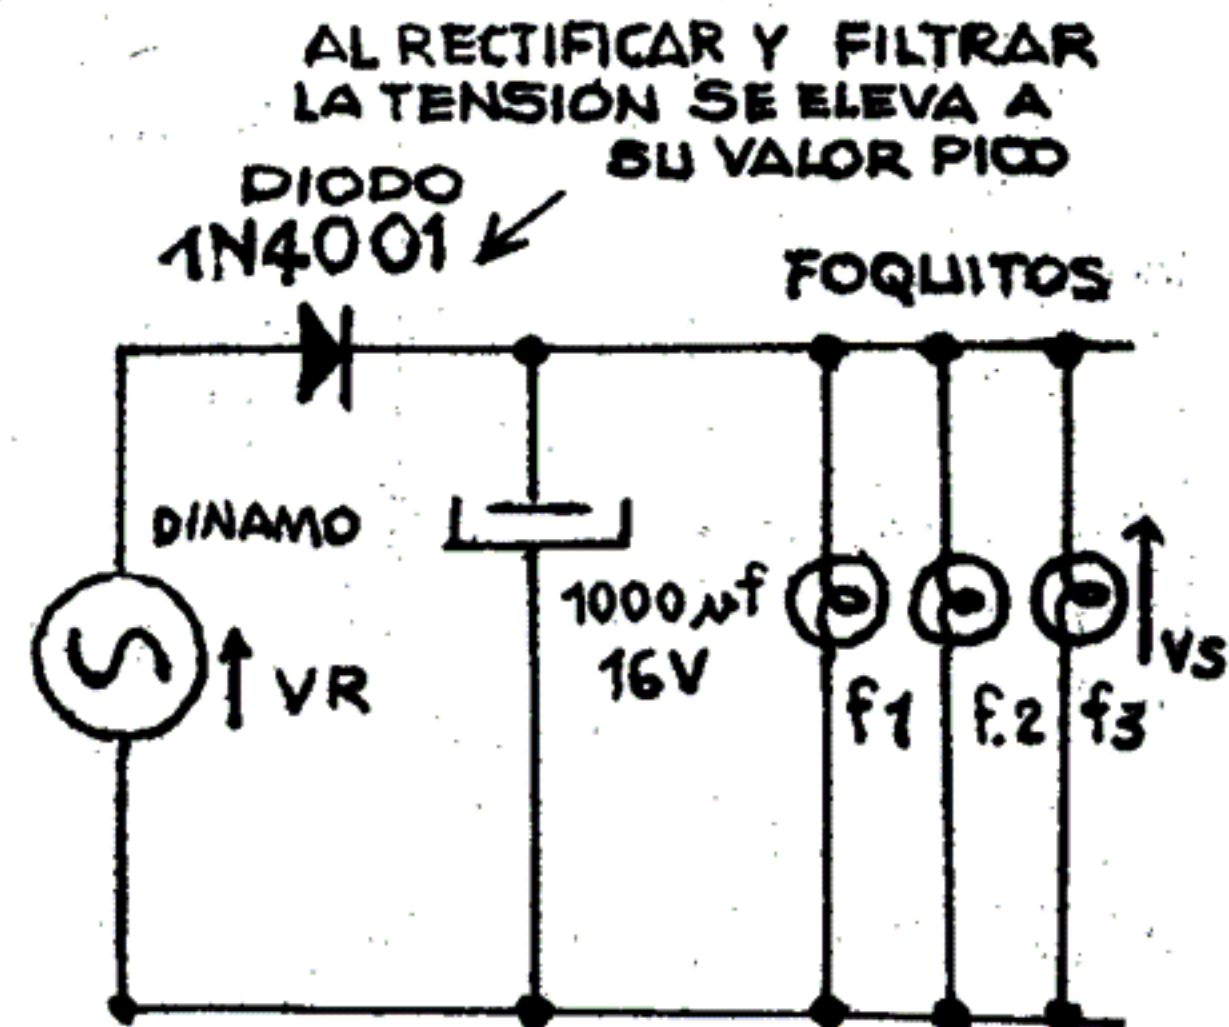 AL RECTIFICAR Y FILTRAR
LA TENSIÓN SE ELEVA A
SU VALOR PICO
DIODO
1N4001
FOQUITOS
DINAMO
1000 µf
16V
VR
VS
f1 f.2 f3